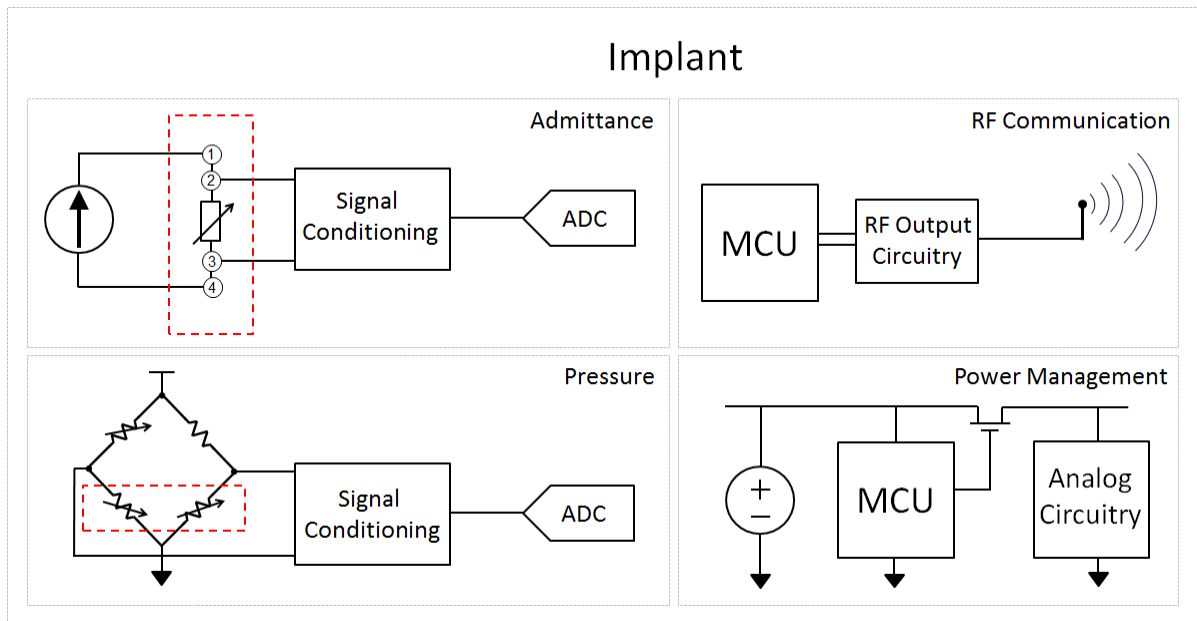 Implant
Admittance
1
2
3
4
Signal
Conditioning
ADC
RF Communication
MCU
RF Output
Circuitry
Pressure
Signal
Conditioning
ADC
Power Management
+
−
MCU
Analog
Circuitry